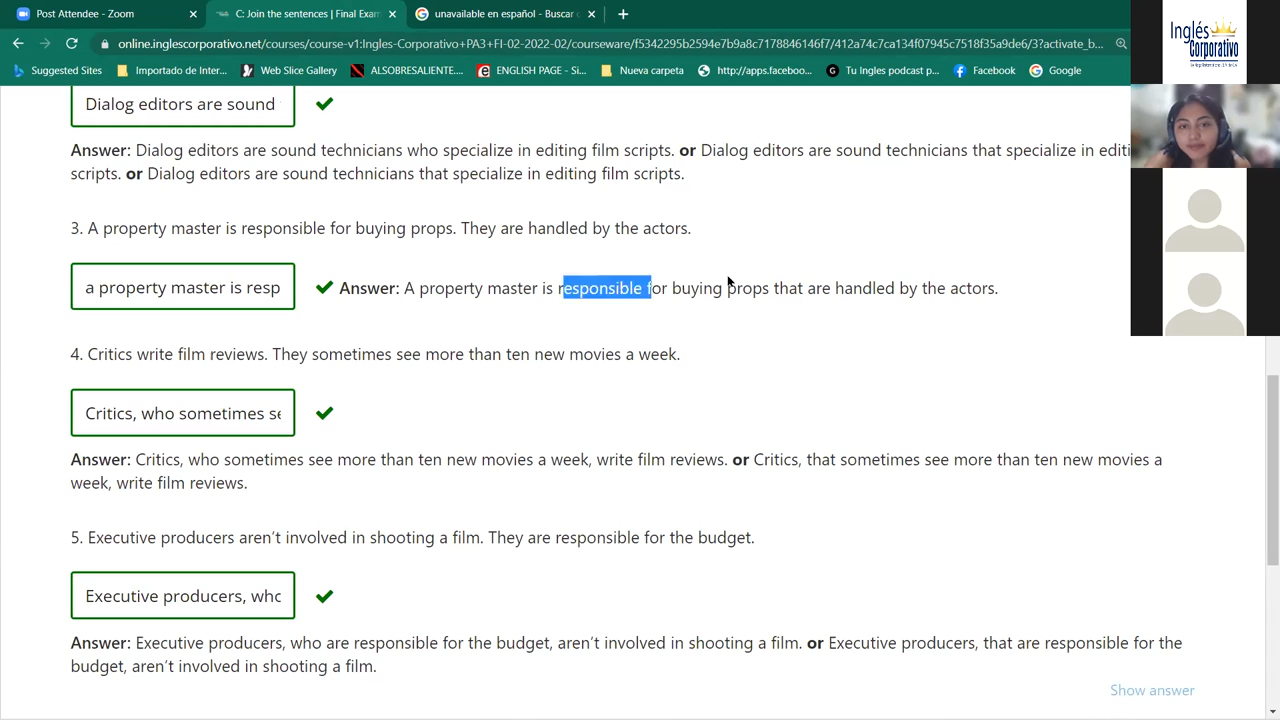 Post Attendee - Zoom
C: Join the sentences | Final Exam
unavailable en español - Buscar c
online.inglescorporativo.net/courses/course-v1:Ingles-Corporativo+PA3+FI-02-2022-02/courseware/f5342295b2594e7b9a8c7178846146f7/412a74c7ca134f07945c7518f35a9de6/3?activate_b...
Suggested Sites
Importado de Inter...
Web Slice Gallery
ALSOBRESALIENTE....
ENGLISH PAGE - Si...
Nueva carpeta
http://apps.faceboo...
Tu Ingles podcast p...
Facebook
Google
Inglés
Corporativo
Dialog editors are sound
Answer: Dialog editors are sound technicians who specialize in editing film scripts. or Dialog editors are sound technicians that specialize in editi
scripts. or Dialog editors are sound technicians that specialize in editing film scripts.
3. A property master is responsible for buying props. They are handled by the actors.
a property master is resp
Answer: A property master is responsible for buying props that are handled by the actors.
4. Critics write film reviews. They sometimes see more than ten new movies a week.
Critics, who sometimes se
Answer: Critics, who sometimes see more than ten new movies a week, write film reviews. or Critics, that sometimes see more than ten new movies a
week, write film reviews.
5. Executive producers aren't involved in shooting a film. They are responsible for the budget.
Executive producers, who
Answer: Executive producers, who are responsible for the budget, aren't involved in shooting a film. or Executive producers, that are responsible for the
budget, aren't involved in shooting a film.
Show answer